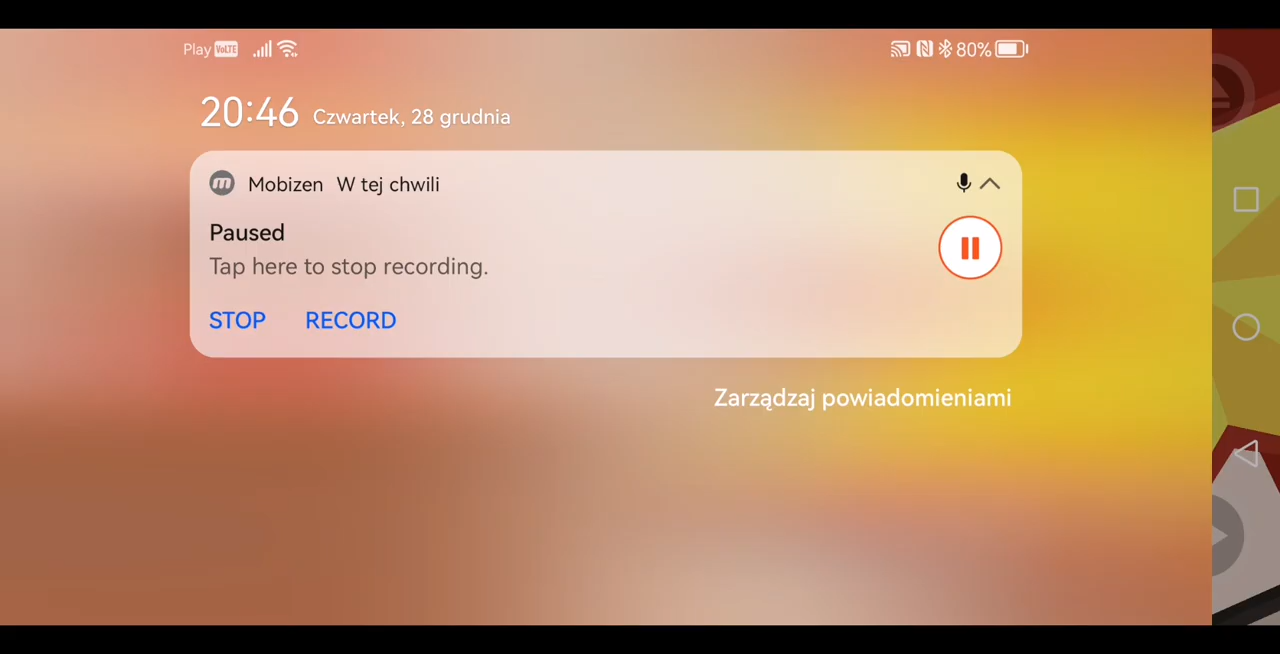 Play VoLTE 80%
20:46 Czwartek, 28 grudnia
Mobizen W tej chwili
Paused
Tap here to stop recording.
STOP RECORD
Zarządzaj powiadomieniami